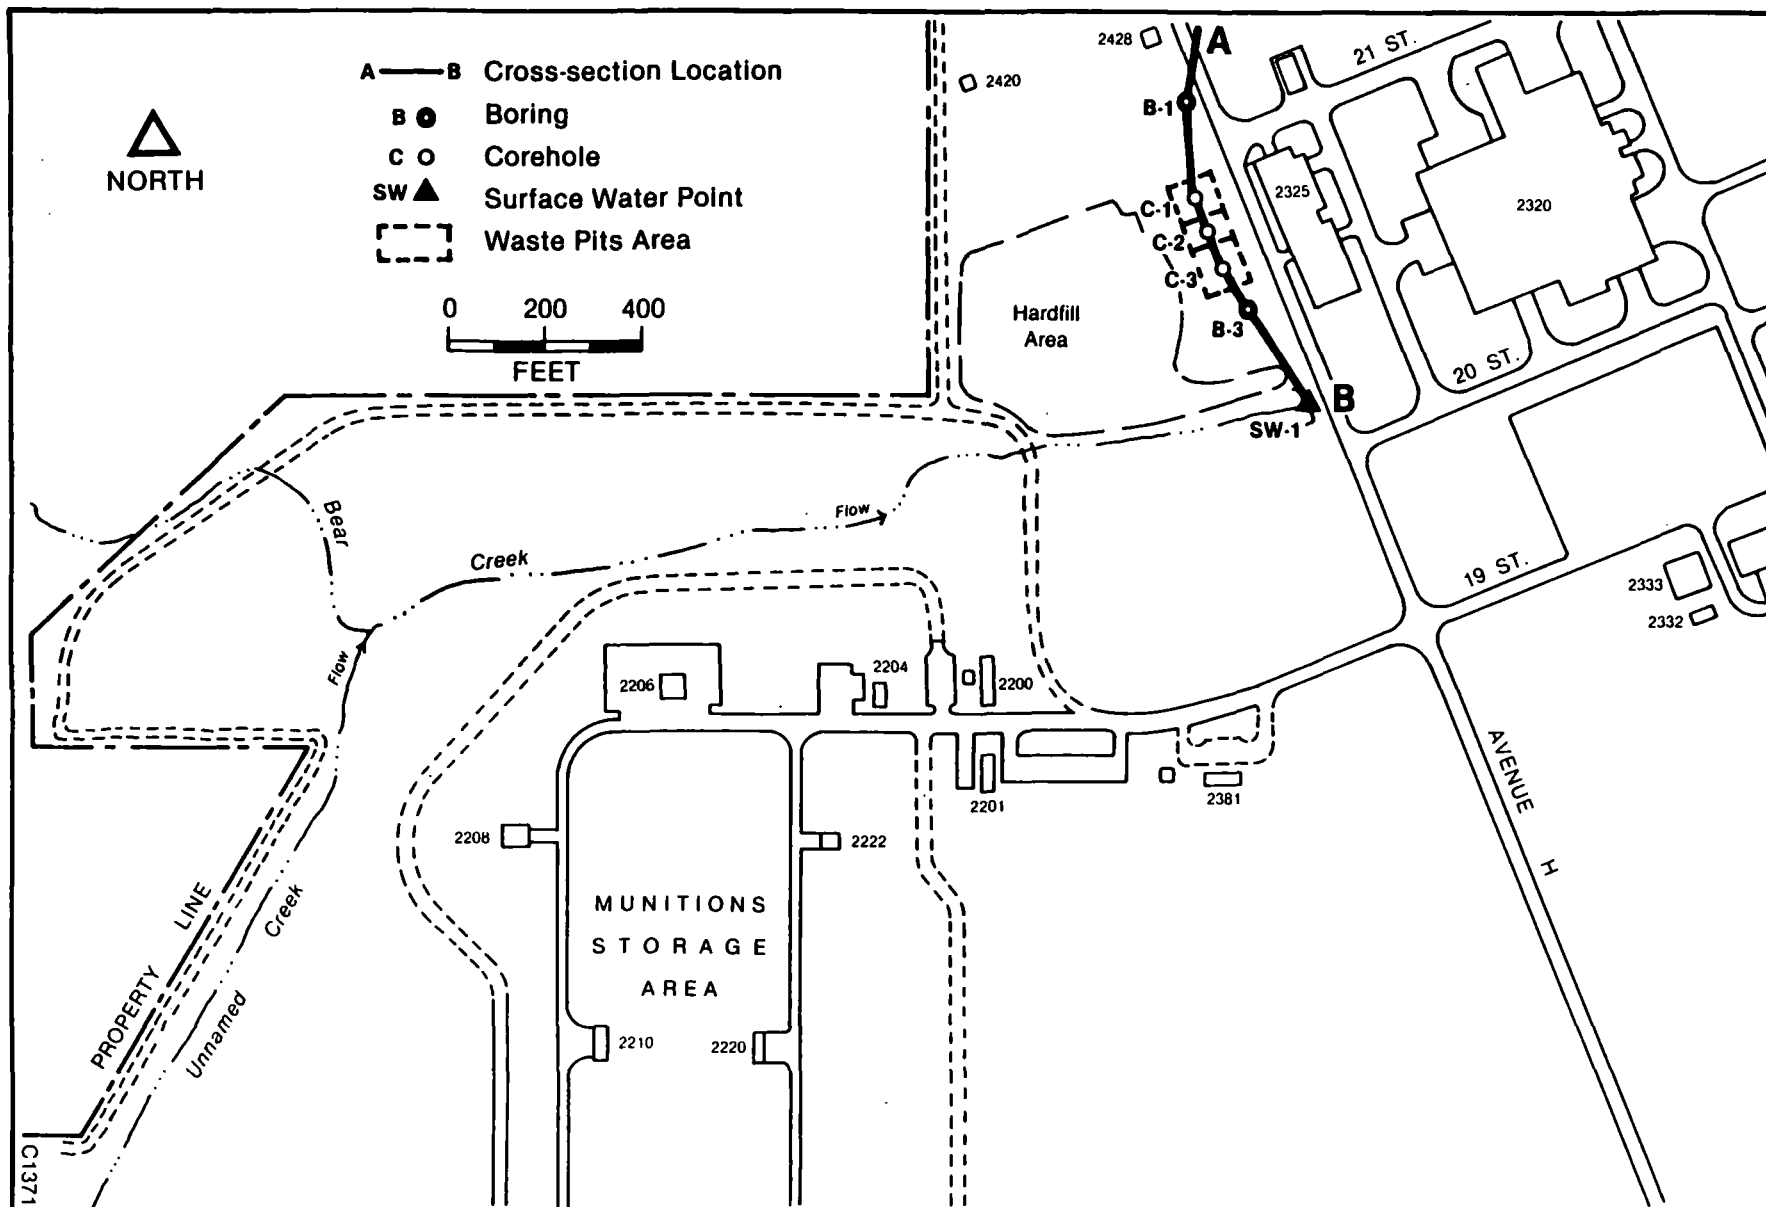 A B Cross-section Location
B Boring
C Corehole
SW Surface Water Point
Waste Pits Area
NORTH
0 200 400
FEET
2428
A
21 ST.
2420
B-1
2325
2320
C-1
C-2
C-3
Hardfill
Area
B-3
20 ST.
B
SW-1
Bear
Flow
Creek
19 ST.
2333
2332
Flow
2206
2204
2200
2201
2381
AVENUE H
2208
2222
MUNITIONS
STORAGE
AREA
PROPERTY LINE
Unnamed Creek
2210
2220
C1371